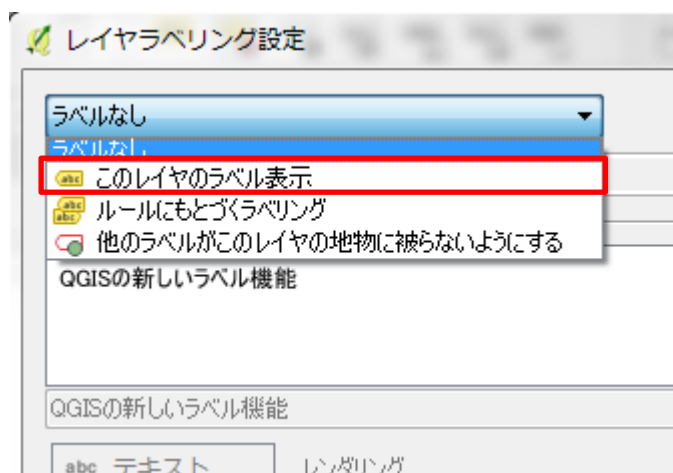 レイヤラベリング設定
ラベルなし
ラベルなし
abc このレイヤのラベル表示
abc abc ルールにもとづくラベリング
他のラベルがこのレイヤの地物に被らないようにする
QGISの新しいラベル機能
QGISの新しいラベル機能
abc テキスト レンダリング